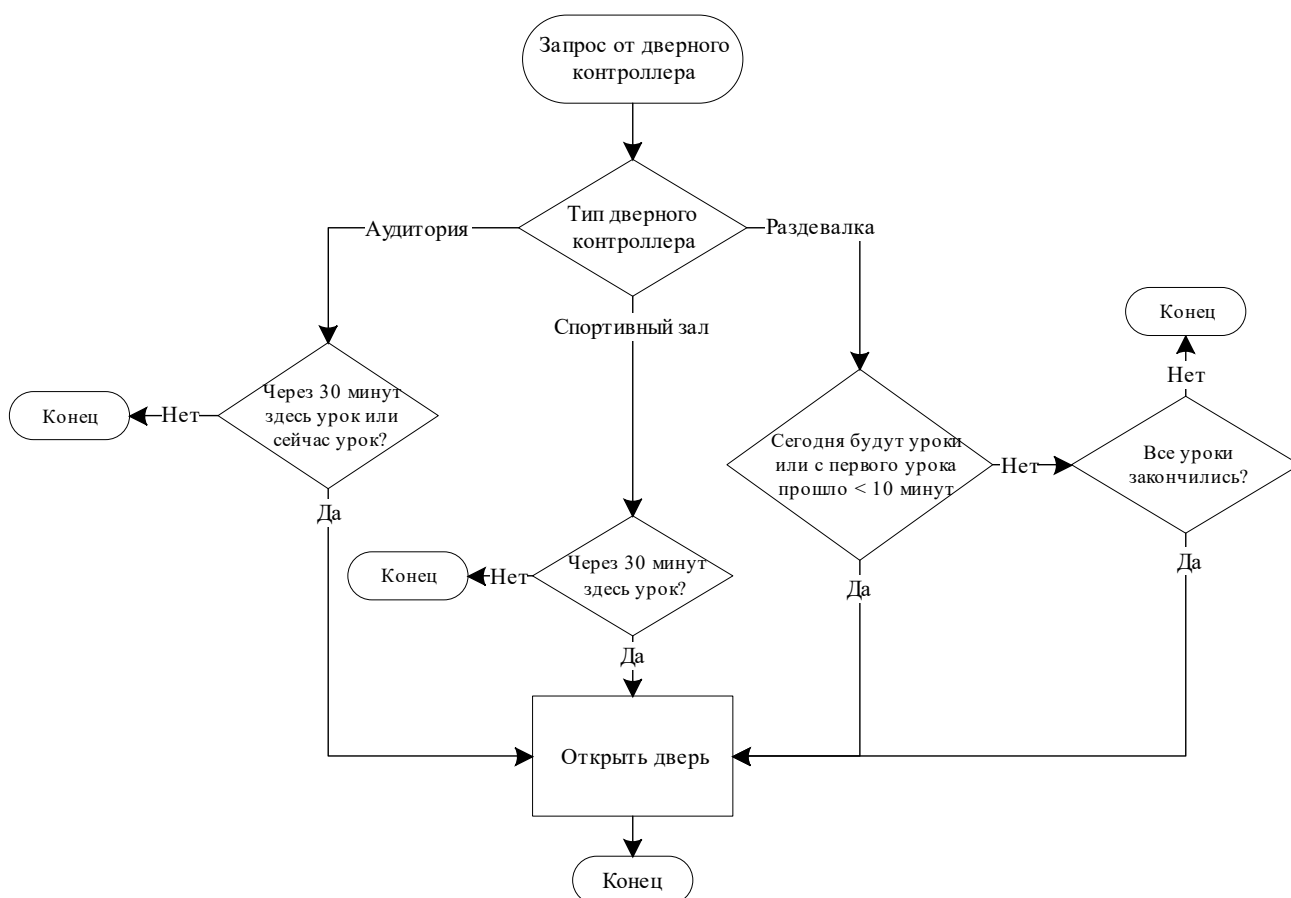 Запрос от дверного
контроллера
Тип дверного
контроллера
Аудитория
Раздевалка
Спортивный зал
Конец
Нет
Через 30 минут
здесь урок или
сейчас урок?
Конец
Нет
Сегодня будут уроки
или с первого урока
прошло < 10 минут
Нет
Все уроки
закончились?
Да
Конец
Нет
Через 30 минут
здесь урок?
Да
Да
Да
Открыть дверь
Конец